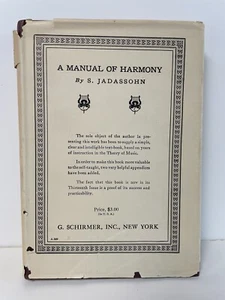 A MANUAL OF HARMONY
By S. JADASSOHN
The sole object of the author in pre-
senting this work has been to supply a simple,
clear and intelligible text-book, based on years
of instruction in the Theory of Music.
In order to make this book more valuable
to the self-taught, two very helpful appendices
have been added.
The fact that this book is now in its
Thirteenth Issue is a proof of its success and
practicability.
Price, $3.00
(In U. S. A.)
G. SCHIRMER, INC., NEW YORK